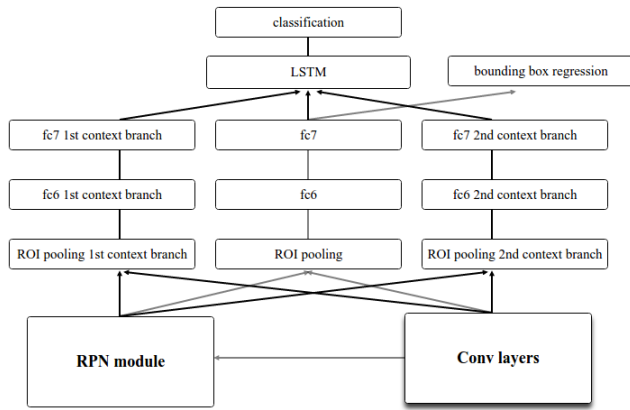 classification
LSTM
bounding box regression
fc7 1st context branch
fc7
fc7 2nd context branch
fc6 1st context branch
fc6
fc6 2nd context branch
ROI pooling 1st context branch
ROI pooling
ROI pooling 2nd context branch
RPN module
Conv layers